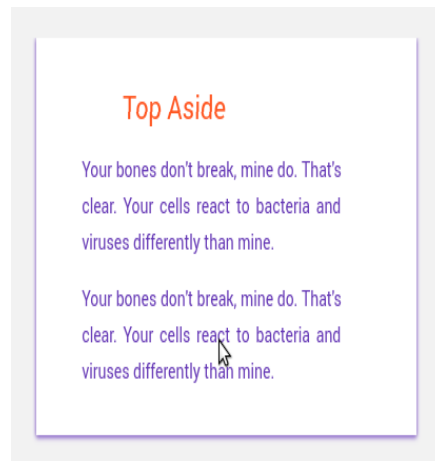 Top Aside
Your bones don't break, mine do. That's
clear. Your cells react to bacteria and
viruses differently than mine.
Your bones don't break, mine do. That's
clear. Your cells react to bacteria and
viruses differently than mine.